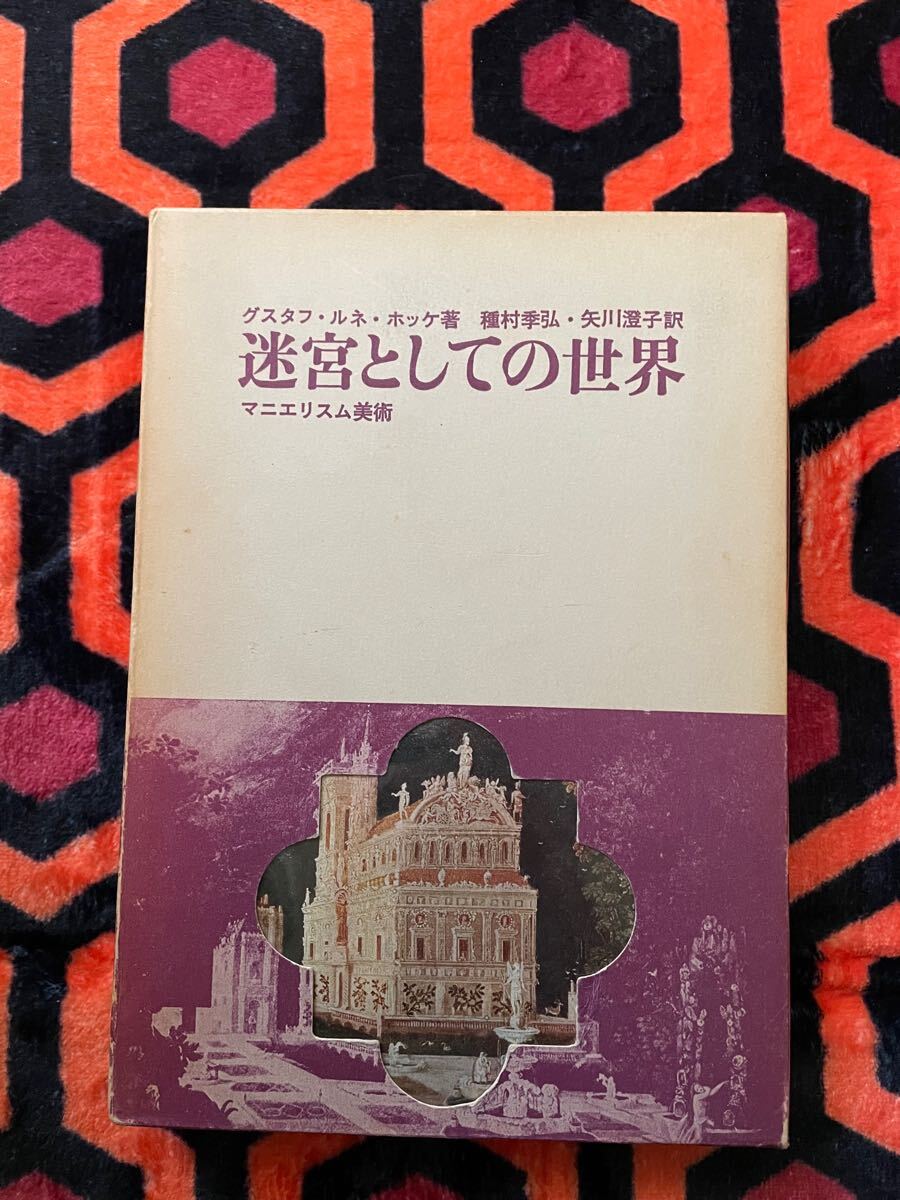 グスタフ・ルネ・ホッケ著　種村季弘・矢川澄子訳
迷宮としての世界
マニエリスム美術